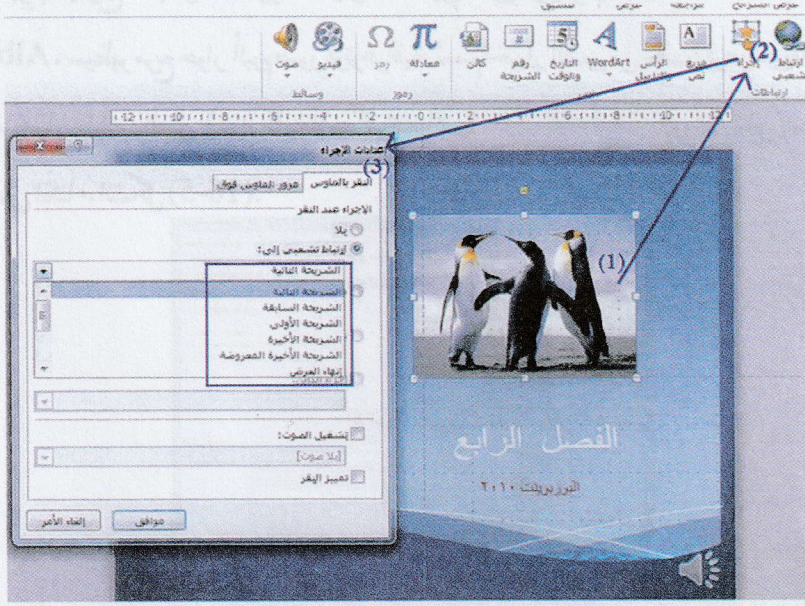 عرض
تنسيق
ارتباط تشعبي
إجراء
مربع نص
الرأس والتذييل
WordArt
التاريخ والوقت
رقم الشريحة
كائن
معادلة
رمز
فيديو
صوت
ارتباطات
رموز
وسائط
(1)
(2)
(3)
إعدادات الإجراء
النقر بالماوس
مرور الماوس فوق
الإجراء عند النقر
بلا
ارتباط تشعبي إلى:
الشريحة التالية
الشريحة التالية
الشريحة السابقة
الشريحة الأولى
الشريحة الأخيرة
الشريحة الأخيرة المعروضة
إنهاء العرض
تشغيل الصوت:
[بلا صوت]
تمييز النقر
موافق
إلغاء الأمر
الفصل الرابع
البوربوينت ٢٠١٠